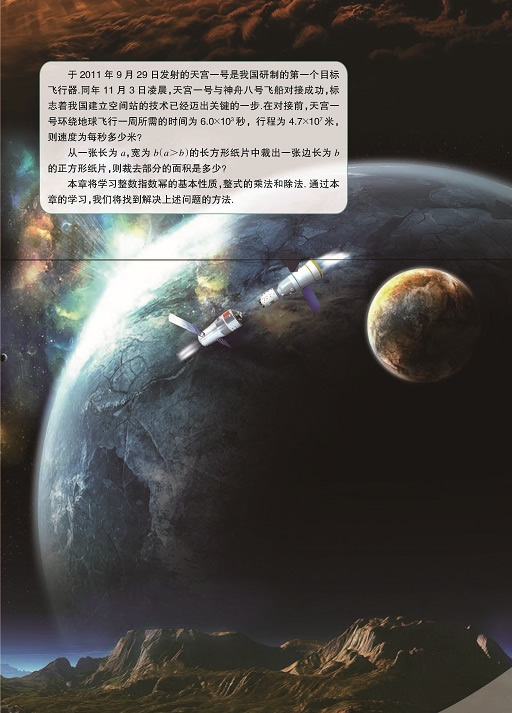 于 2011 年 9 月 29 日发射的天宫一号是我国研制的第一个目标
飞行器.同年 11 月 3 日凌晨,天宫一号与神舟八号飞船对接成功,标
志着我国建立空间站的技术已经迈出关键的一步.在对接前,天宫一
号环绕地球飞行一周所需的时间为 6.0×10³ 秒，行程为 4.7×10⁷ 米,
则速度为每秒多少米?
从一张长为 a,宽为 b(a>b)的长方形纸片中裁出一张边长为 b
的正方形纸片,则裁去部分的面积是多少?
本章将学习整数指数幂的基本性质,整式的乘法和除法. 通过本
章的学习,我们将找到解决上述问题的方法.